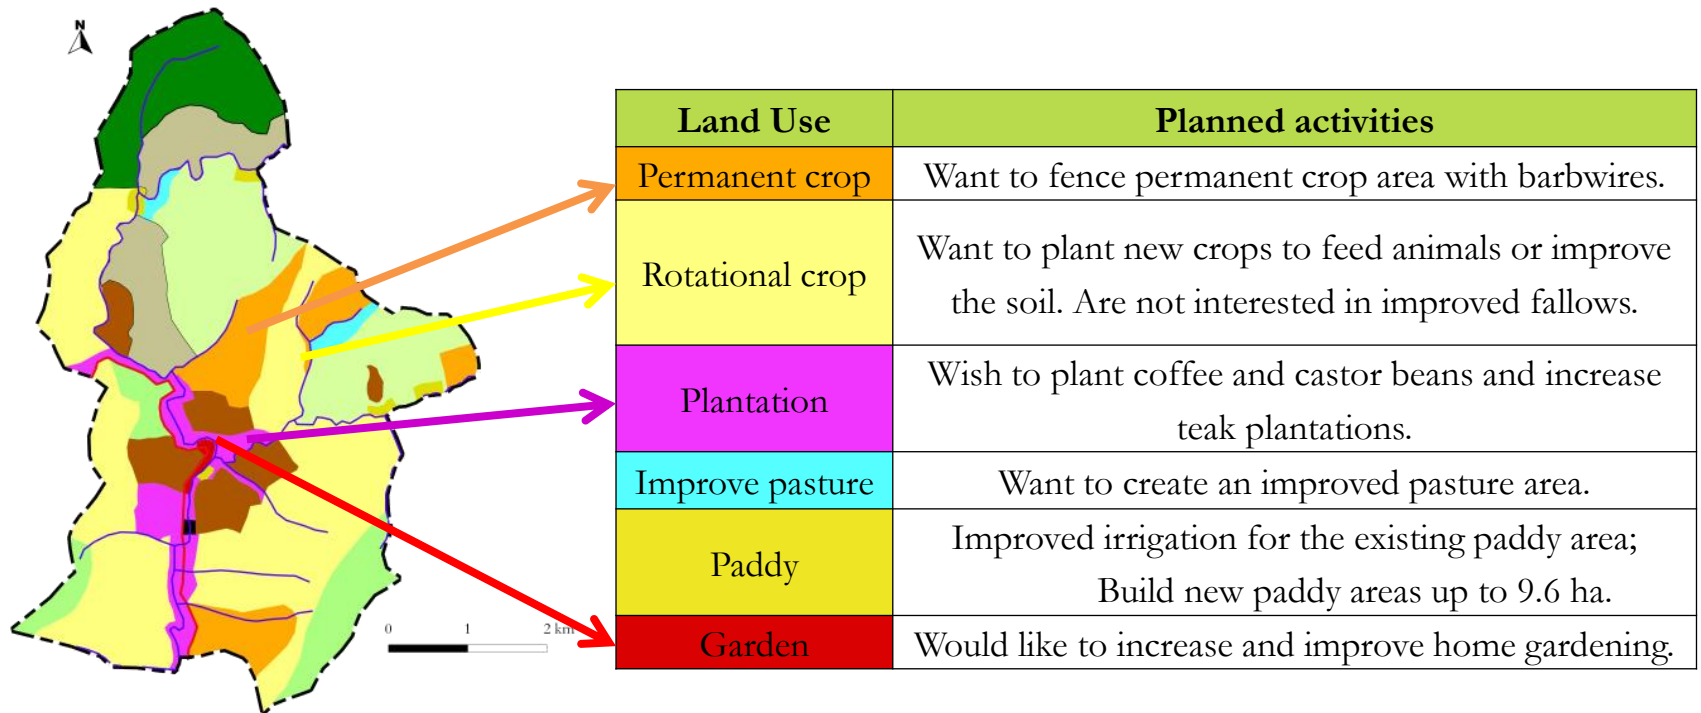 N
Land Use
Planned activities
Permanent crop
Want to fence permanent crop area with barbwires.
Rotational crop
Want to plant new crops to feed animals or improve
the soil. Are not interested in improved fallows.
Plantation
Wish to plant coffee and castor beans and increase
teak plantations.
Improve pasture
Want to create an improved pasture area.
Paddy
Improved irrigation for the existing paddy area;
Build new paddy areas up to 9.6 ha.
Garden
Would like to increase and improve home gardening.
0 1 2 km